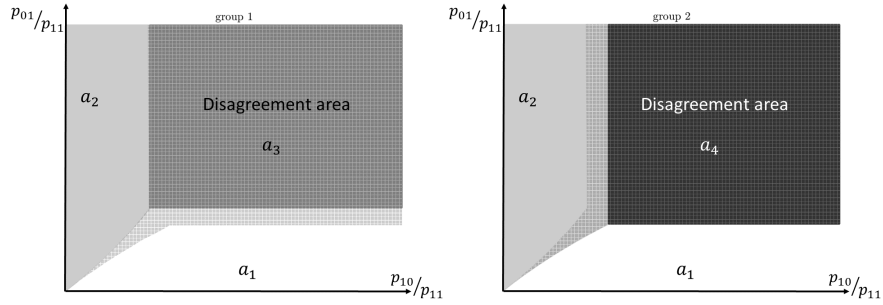 group 1
p01/p11
a2
Disagreement area
a3
a1
p10/p11
group 2
p01/p11
a2
Disagreement area
a4
a1
p10/p11